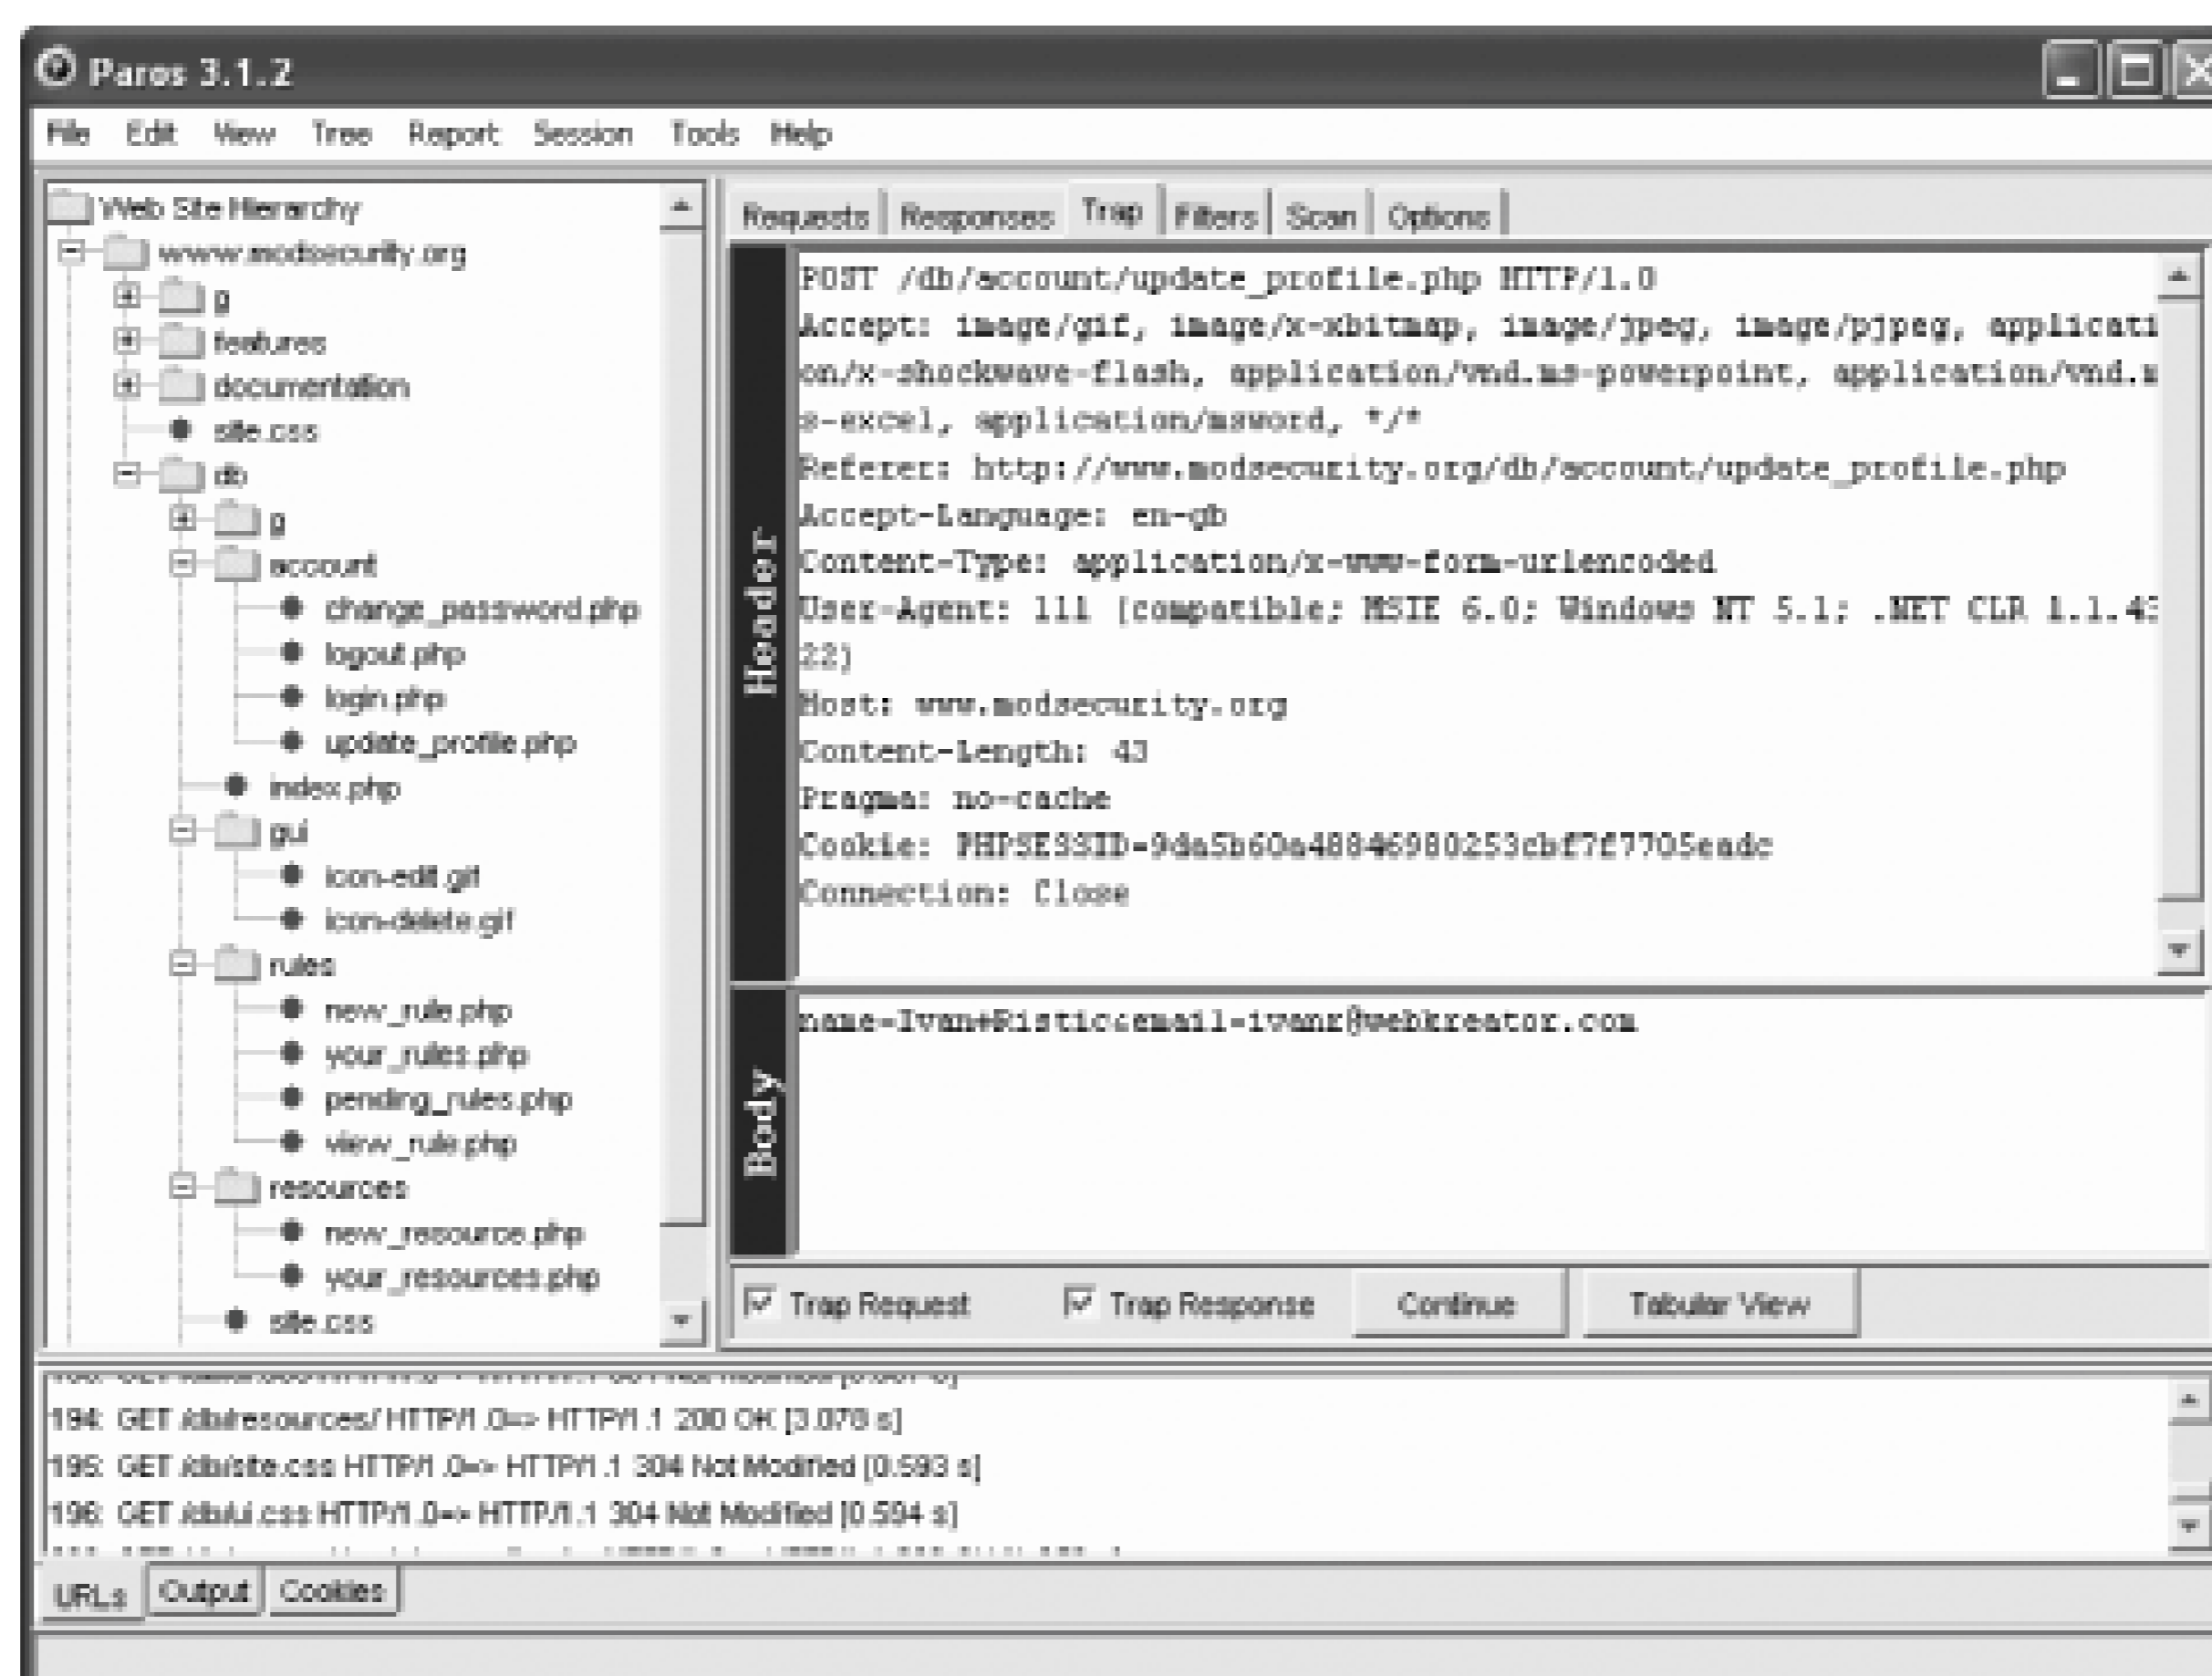 Paros 3.1.2
File Edit View Tree Report Session Tools Help
Web Site Hierarchy
www.modsecurity.org
g
features
documentation
site.css
db
g
account
change_password.php
logout.php
login.php
update_profile.php
index.php
gui
icon-edit.gif
icon-delete.gif
rules
new_rule.php
your_rules.php
pending_rules.php
view_rule.php
resources
new_resource.php
your_resources.php
site.css
Requests Responses Trap Filters Scan Options
Header
POST /db/account/update_profile.php HTTP/1.0
Accept: image/gif, image/x-xbitmap, image/jpeg, image/pjpeg, applicati
on/x-shockwave-flash, application/vnd.ms-powerpoint, application/vnd.m
s-excel, application/msword, */*
Referer: http://www.modsecurity.org/db/account/update_profile.php
Accept-Language: en-gb
Content-Type: application/x-www-form-urlencoded
User-Agent: lll (compatible; MSIE 6.0; Windows NT 5.1; .NET CLR 1.1.43
22)
Host: www.modsecurity.org
Content-Length: 43
Pragma: no-cache
Cookie: PHPSESSID=9da5b60a48846980253cbf7f7705eadc
Connection: Close
Body
name=Ivan+Ristic&email=ivanr@webkreator.com
Trap Request Trap Response Continue Tabular View
194: GET /db/resources/ HTTP/1.0=> HTTP/1.1 200 OK [3.078 s]
195: GET /db/site.css HTTP/1.0=> HTTP/1.1 304 Not Modified [0.593 s]
196: GET /db/ui.css HTTP/1.0=> HTTP/1.1 304 Not Modified [0.594 s]
URLs Output Cookies